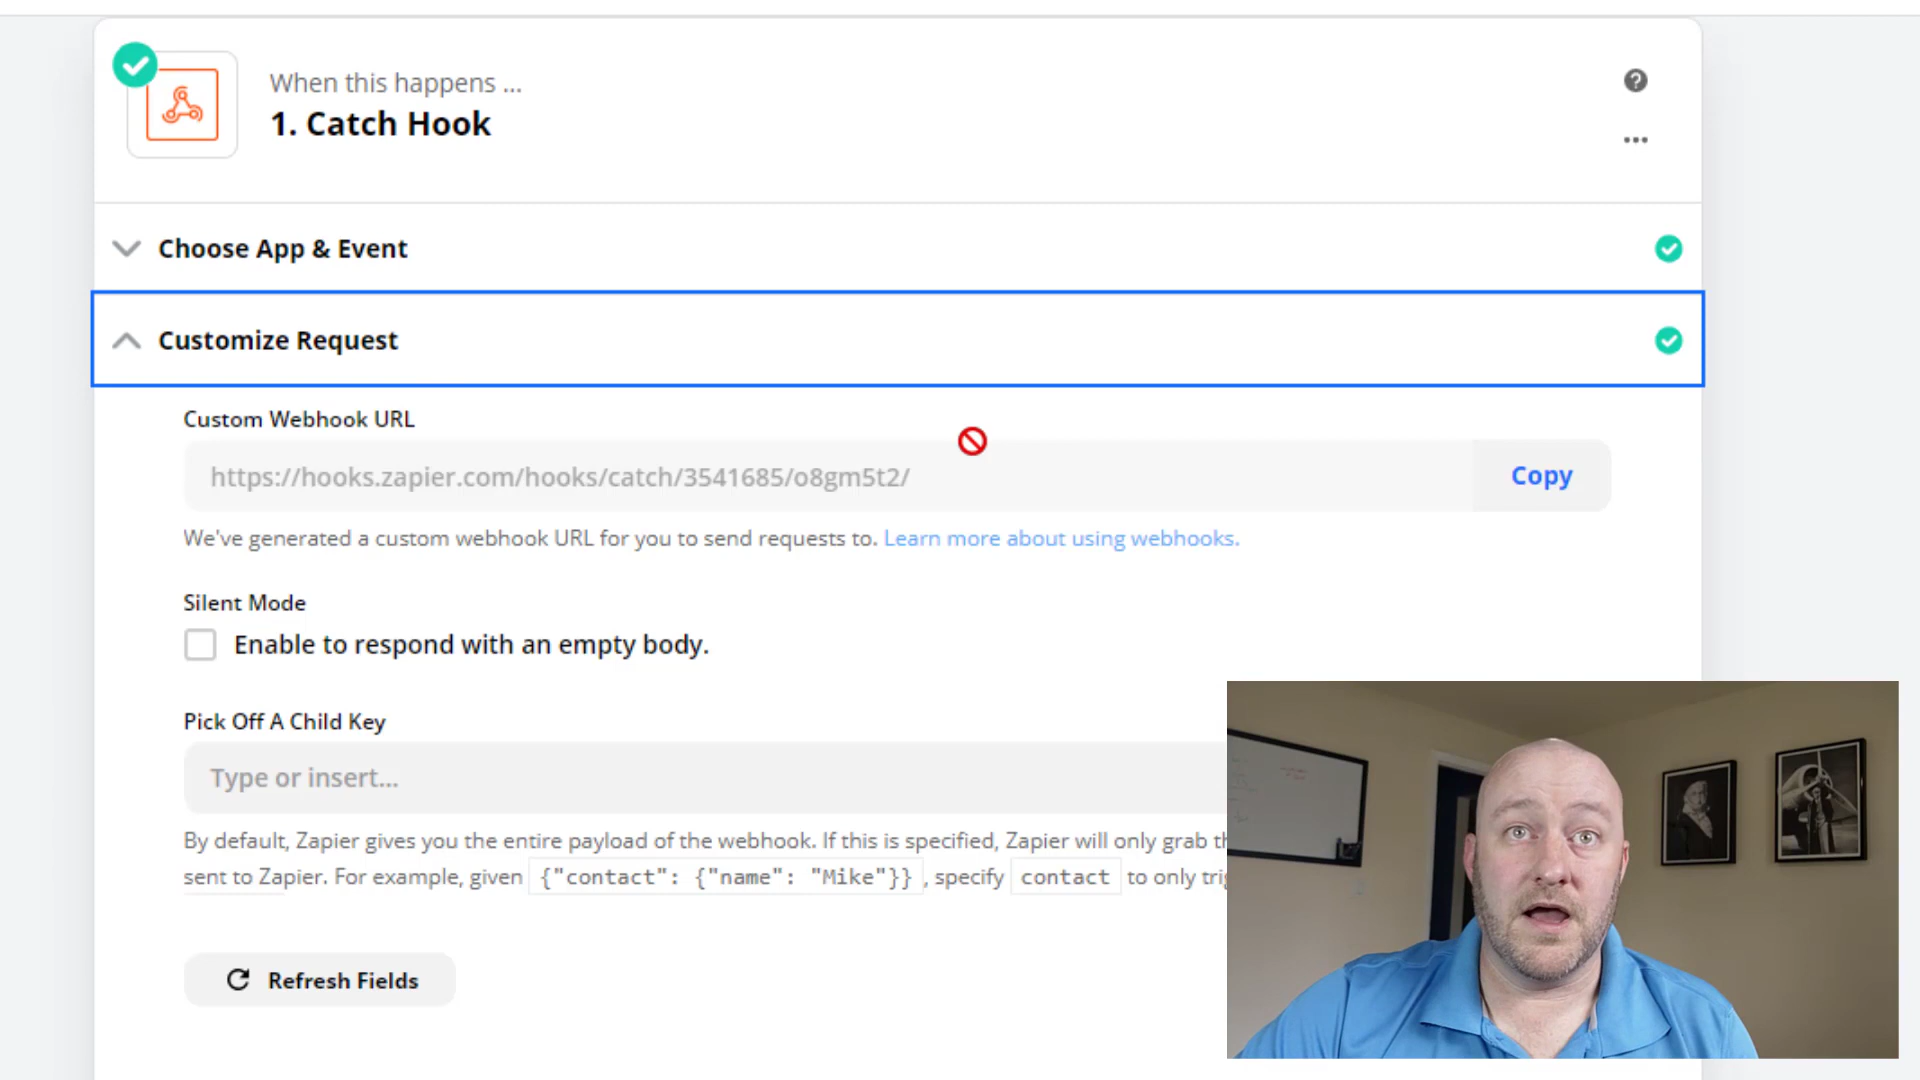 When this happens ...
1. Catch Hook
Choose App & Event
Customize Request
Custom Webhook URL
https://hooks.zapier.com/hooks/catch/3541685/o8gm5t2/
Copy
We've generated a custom webhook URL for you to send requests to. Learn more about using webhooks.
Silent Mode
Enable to respond with an empty body.
Pick Off A Child Key
Type or insert...
By default, Zapier gives you the entire payload of the webhook. If this is specified, Zapier will only grab
sent to Zapier. For example, given {"contact": {"name": "Mike"}} , specify contact to only
Refresh Fields